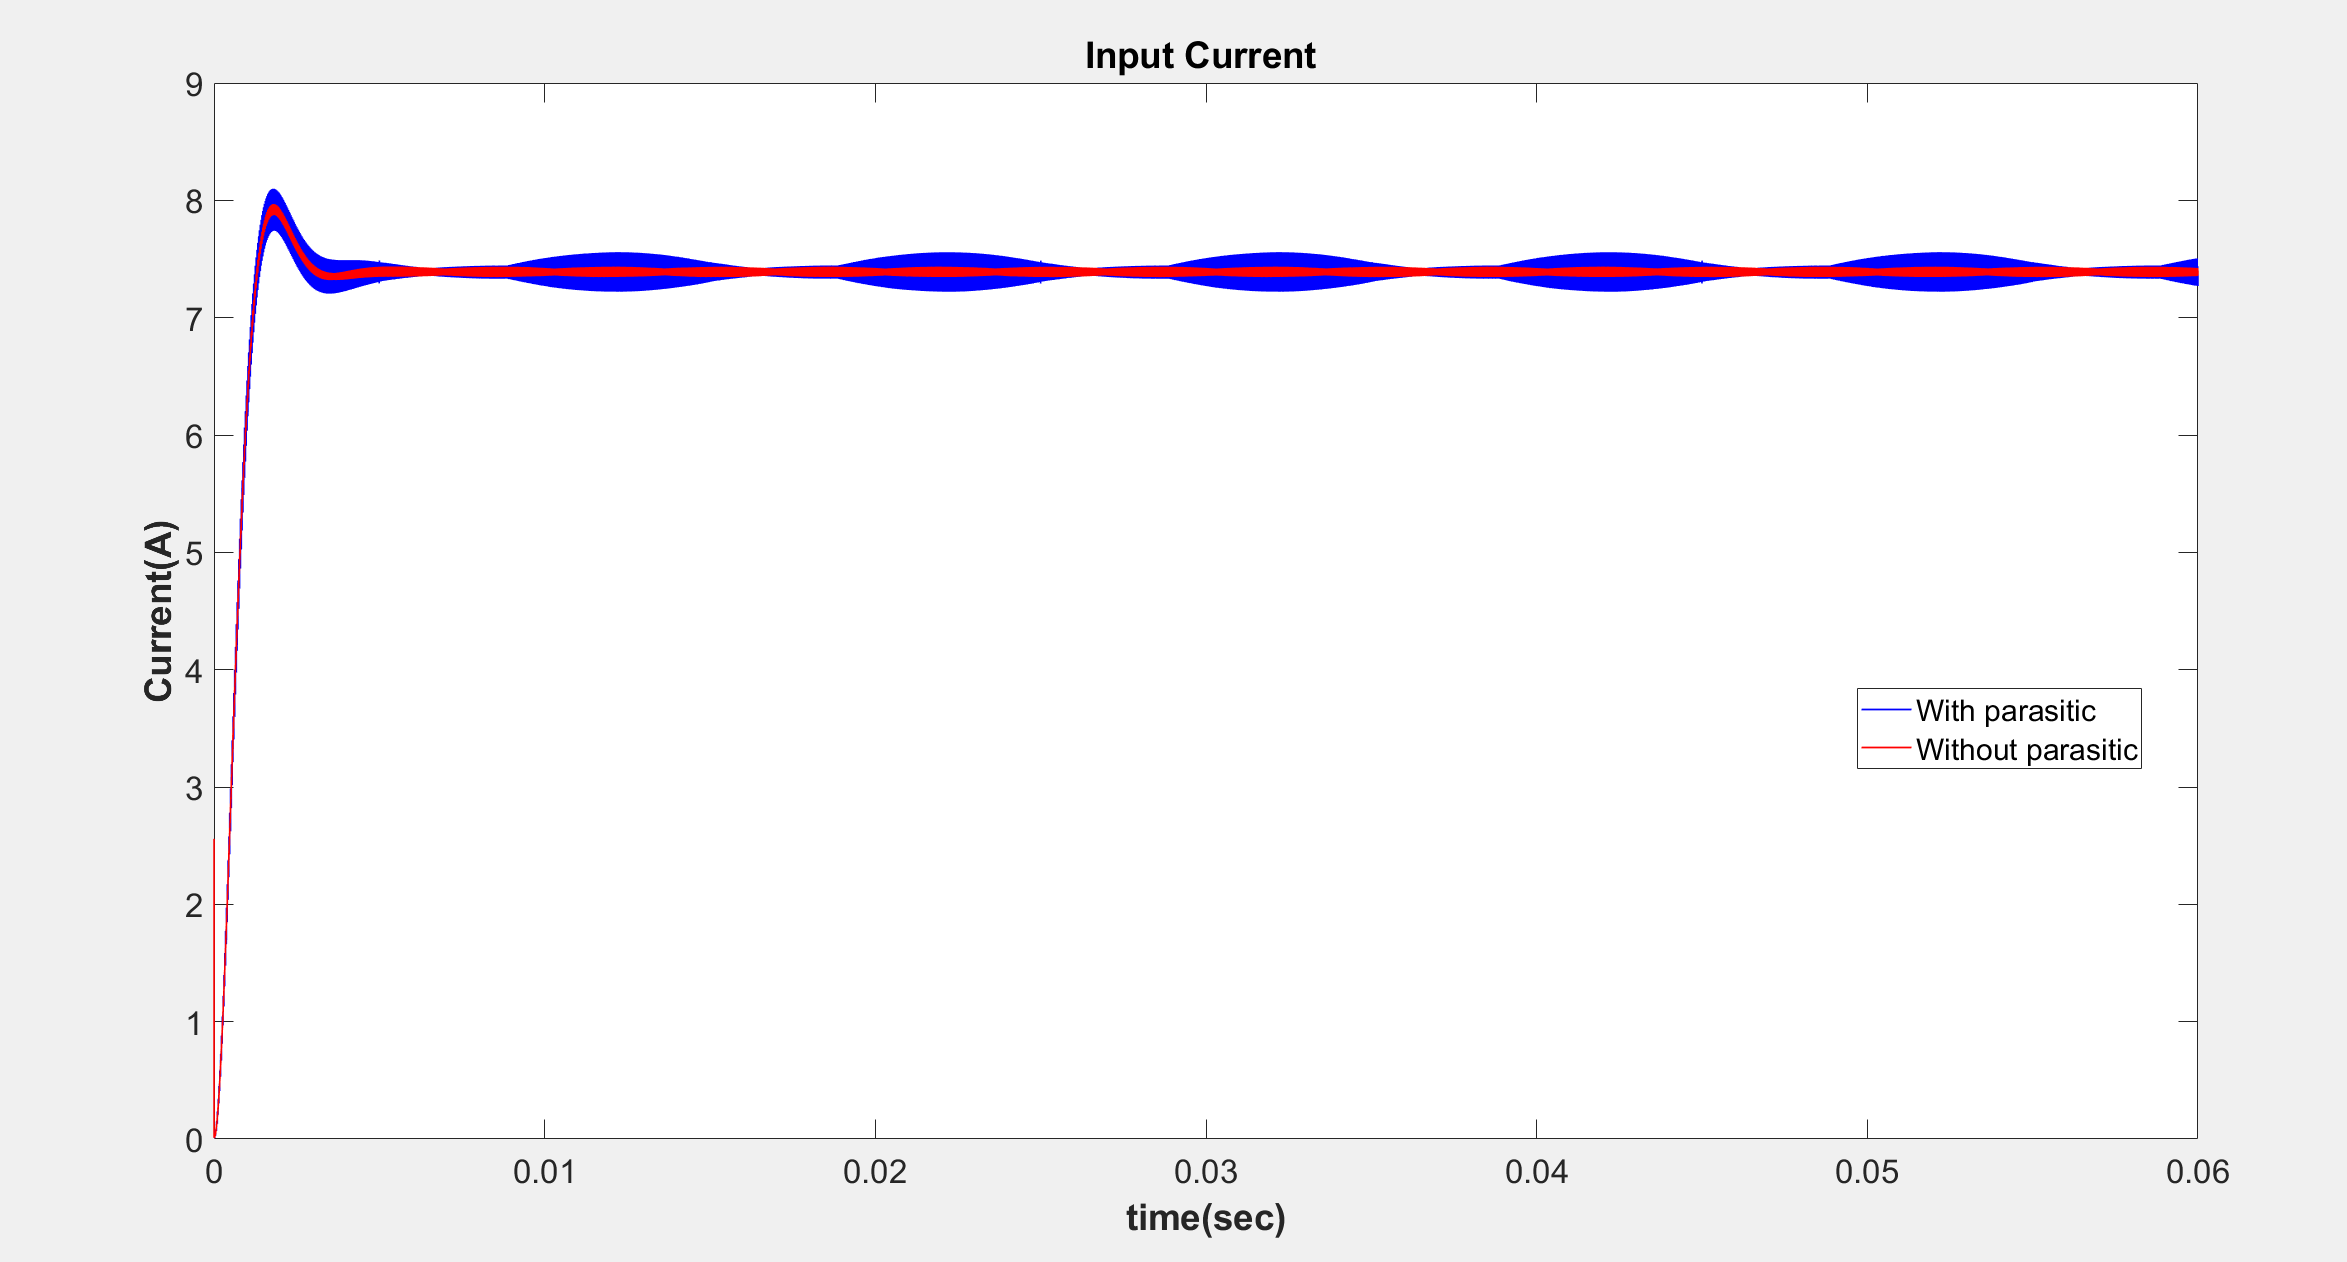 Input Current
9
8
7
6
5
4
3
2
1
0
Current(A)
With parasitic
Without parasitic
0 0.01 0.02 0.03 0.04 0.05 0.06
time(sec)